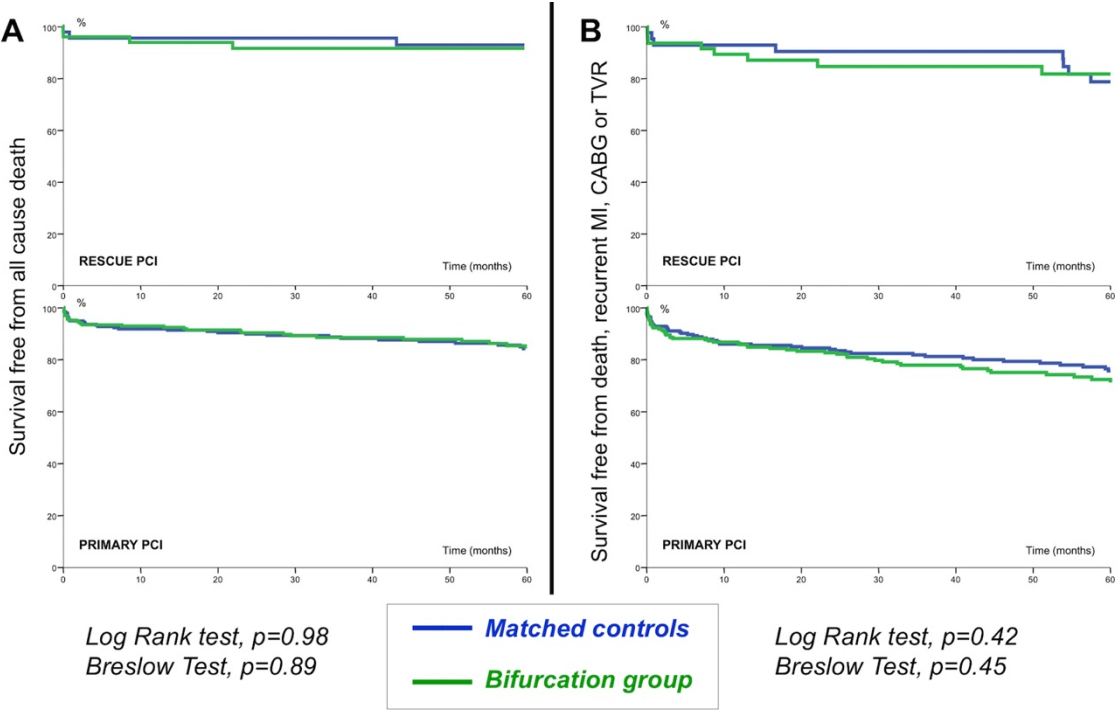 A
Survival free from all cause death
%
100
80
60
40
20
0
RESCUE PCI
Time (months)
0 10 20 30 40 50 60
%
100
80
60
40
20
0
PRIMARY PCI
Time (months)
0 10 20 30 40 50 60
Log Rank test, p=0.98
Breslow Test, p=0.89
B
Survival free from death, recurrent MI, CABG or TVR
%
100
80
60
40
20
0
RESCUE PCI
Time (months)
0 10 20 30 40 50 60
%
100
80
60
40
20
0
PRIMARY PCI
Time (months)
0 10 20 30 40 50 60
Matched controls
Bifurcation group
Log Rank test, p=0.42
Breslow Test, p=0.45